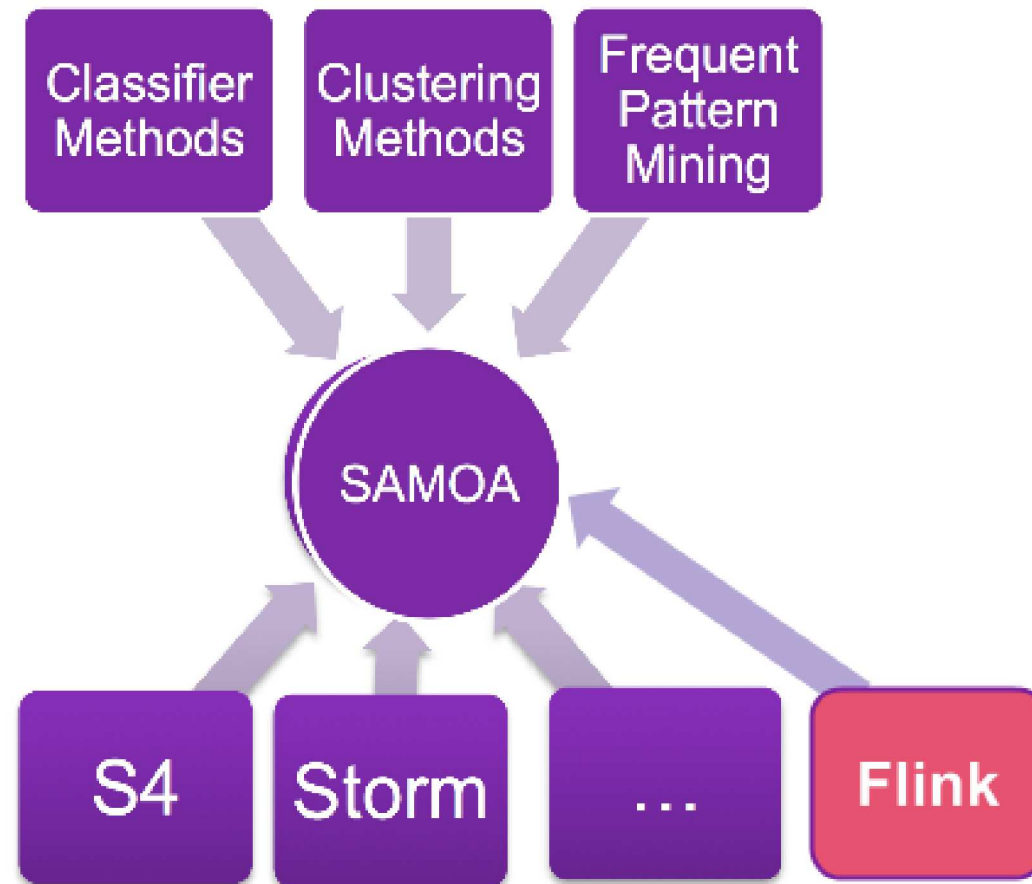 Classifier
Methods
Clustering
Methods
Frequent
Pattern
Mining
SAMOA
S4
Storm
...
Flink